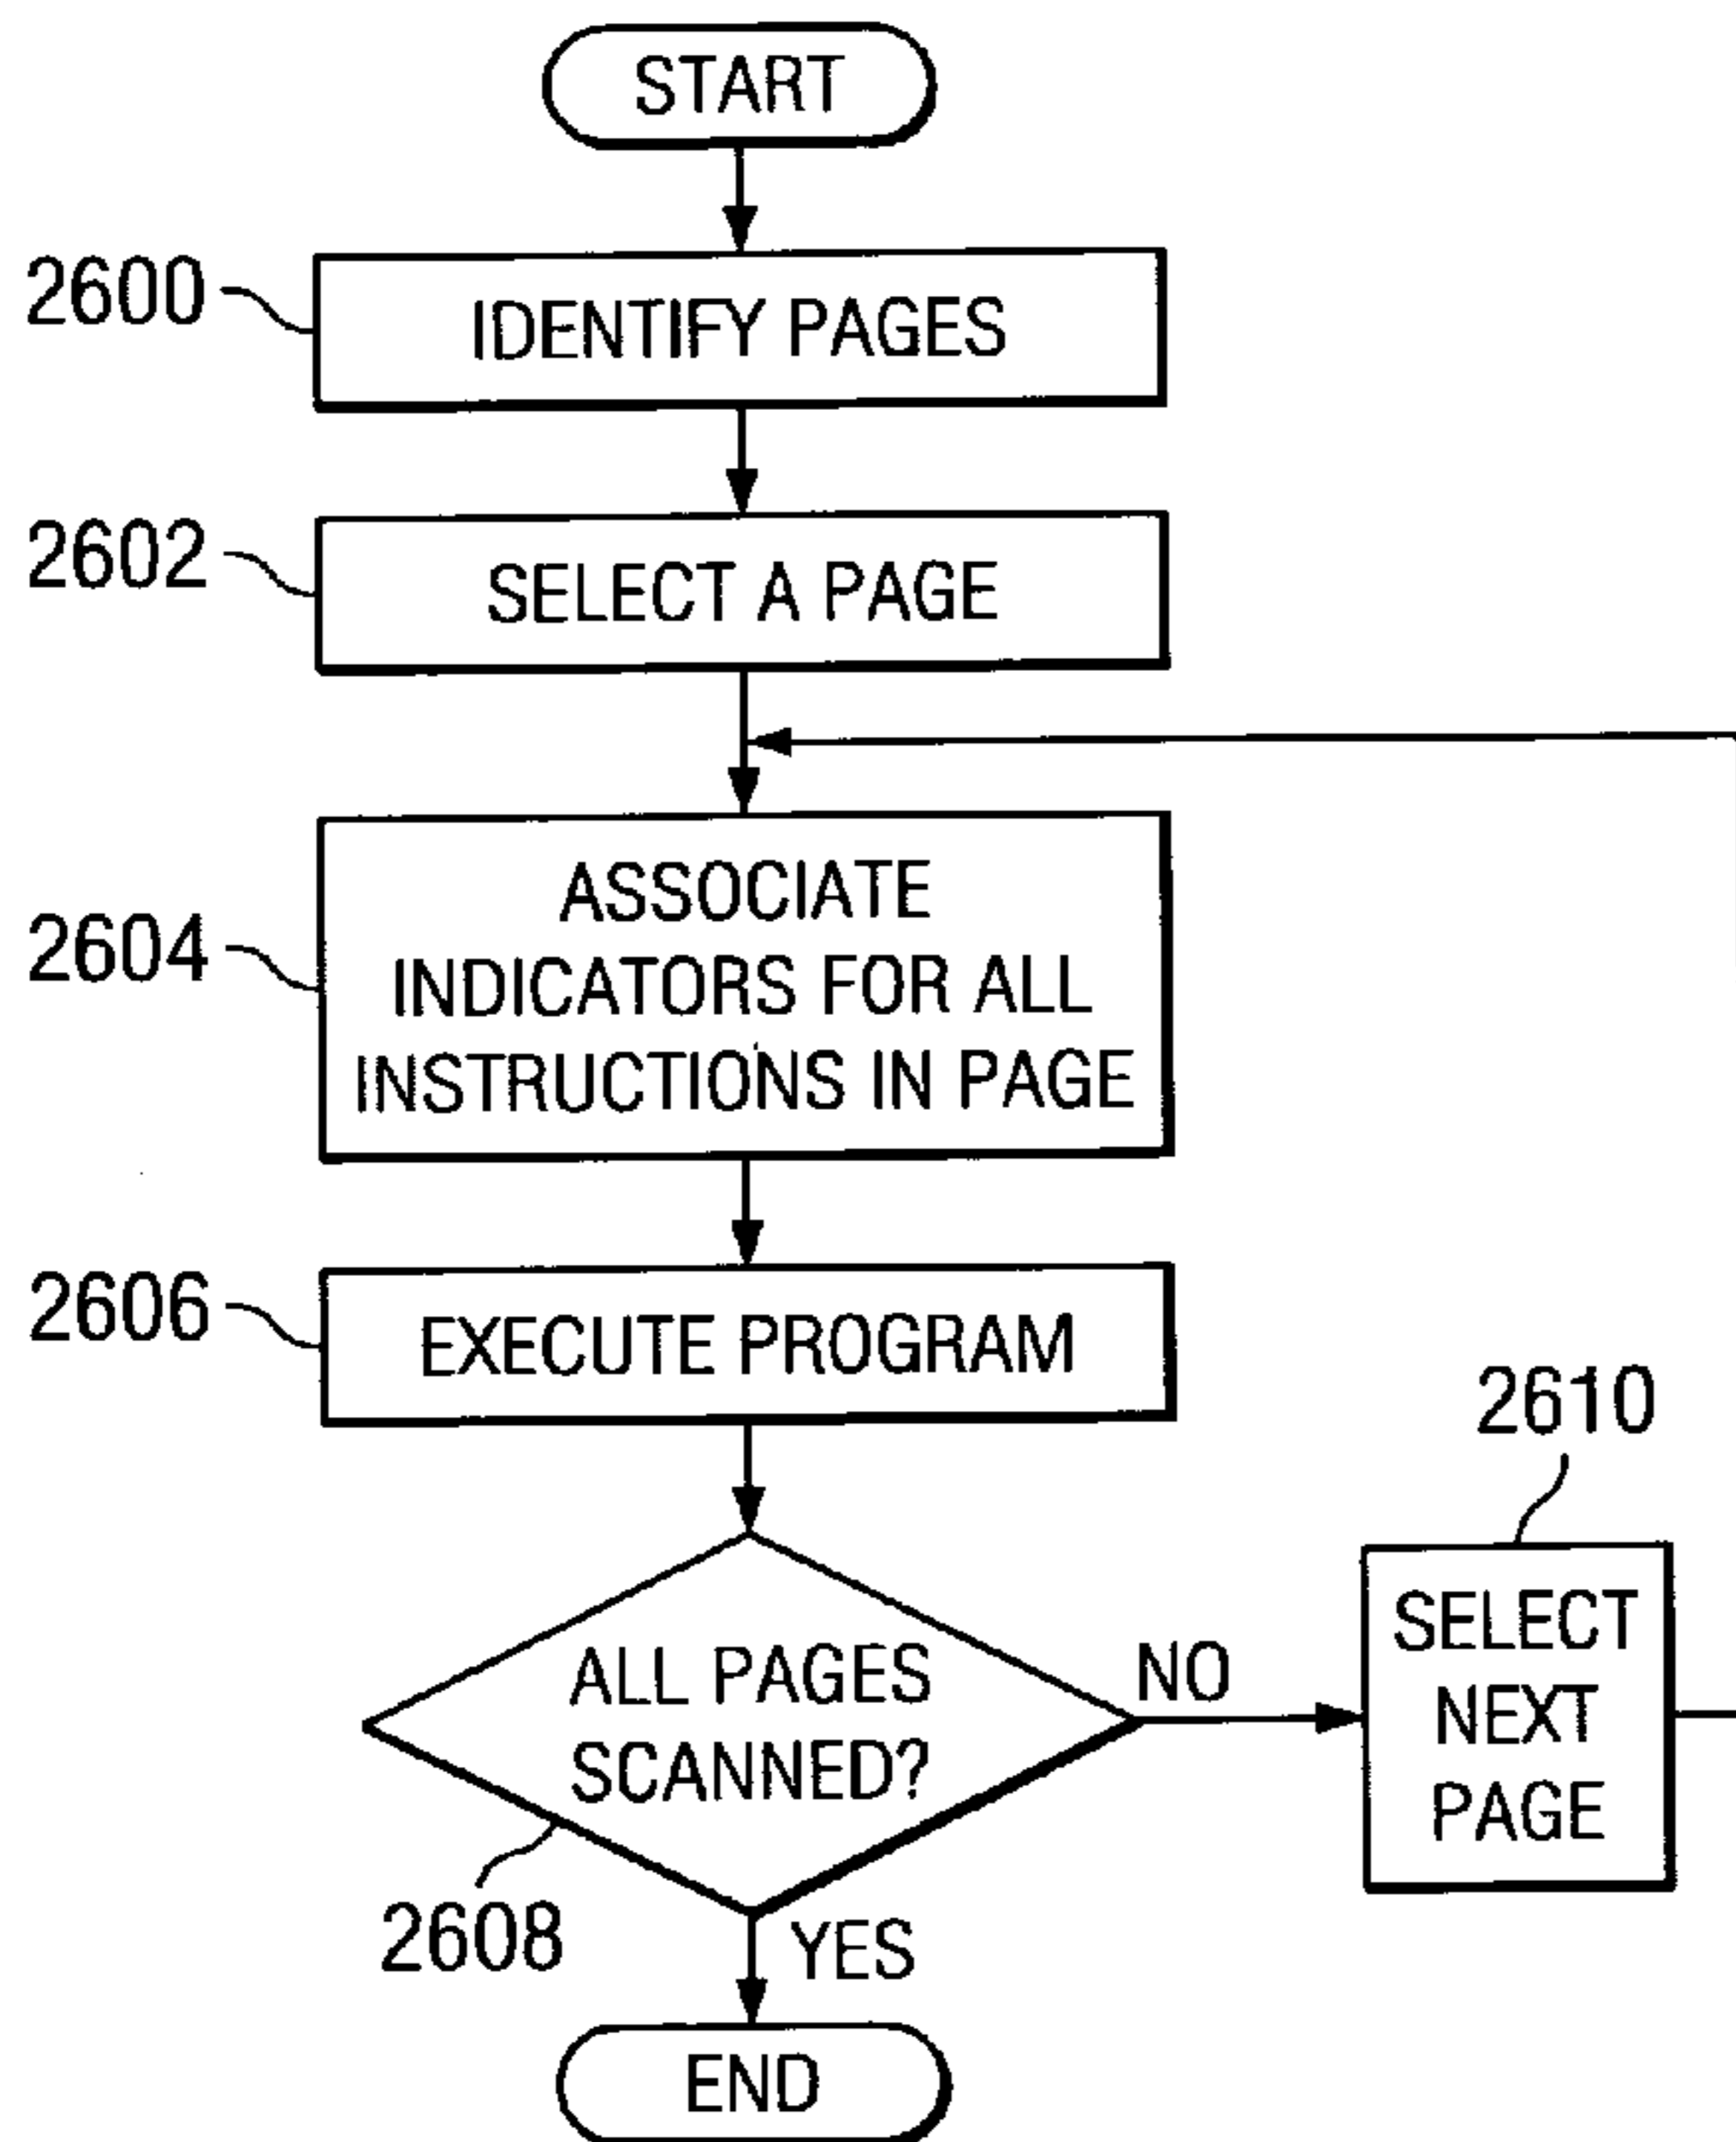 START
2600
IDENTIFY PAGES
2602
SELECT A PAGE
2604
ASSOCIATE
INDICATORS FOR ALL
INSTRUCTIONS IN PAGE
2606
EXECUTE PROGRAM
2608
ALL PAGES
SCANNED?
NO
2610
SELECT
NEXT
PAGE
YES
END